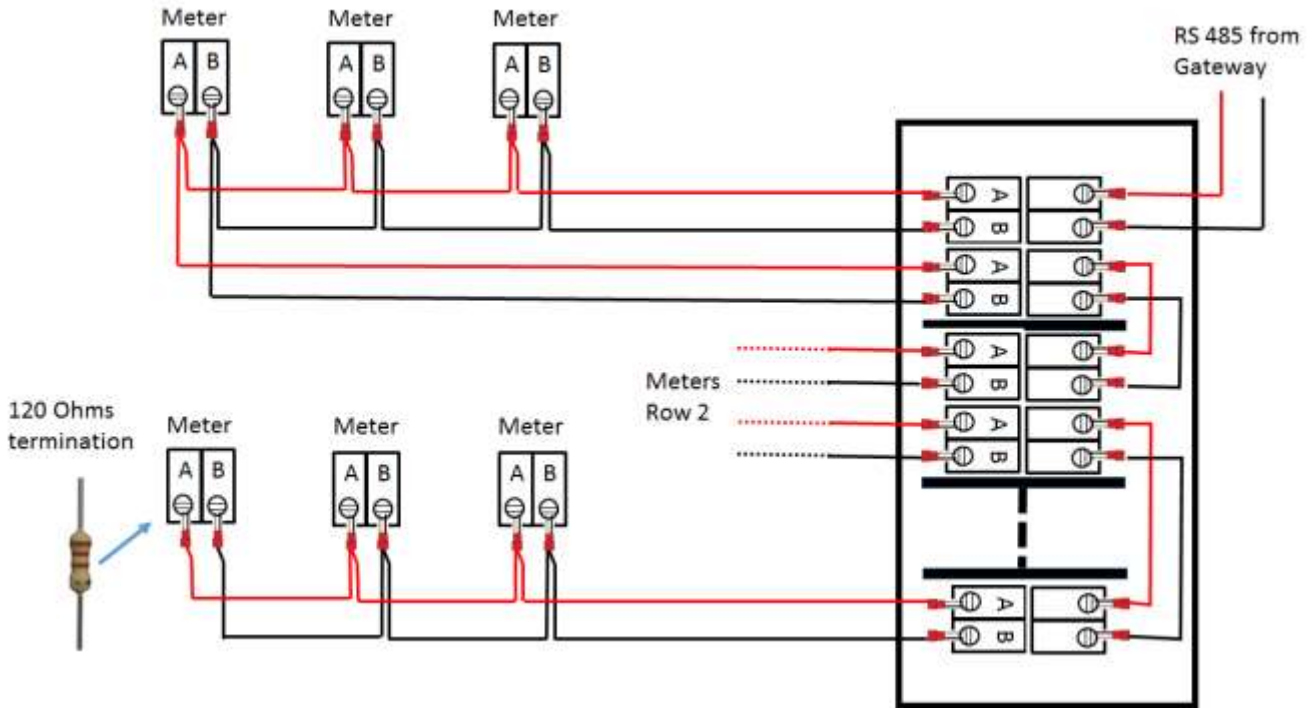 Meter
Meter
Meter
RS 485 from
Gateway
A B
A B
A B
A
B
A
B
A
B
A
B
Meters
Row 2
120 Ohms
termination
Meter
Meter
Meter
A B
A B
A B
A
B